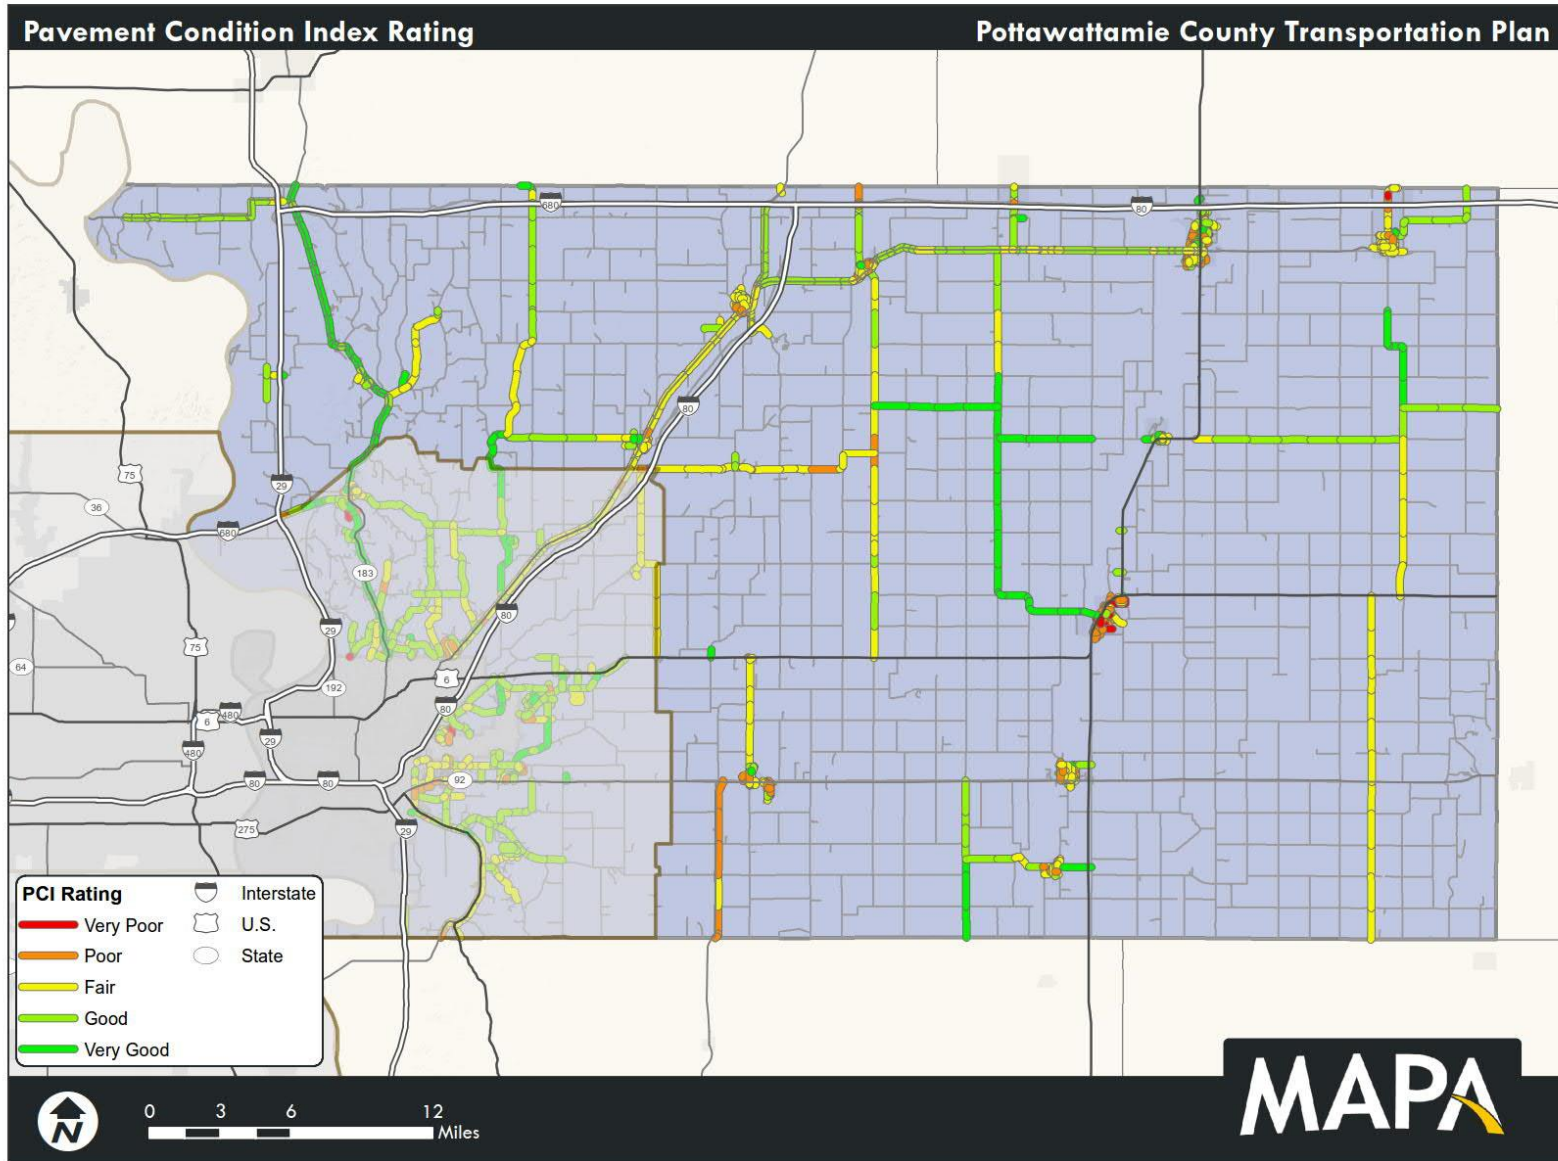 Pavement Condition Index Rating
Pottawattamie County Transportation Plan
680
80
80
29
75
36
680
183
80
29
75
64
6
192
80
480
6
29
480
80
80
92
275
29
PCI Rating
Very Poor
Poor
Fair
Good
Very Good
Interstate
U.S.
State
N
0 3 6 12
Miles
MAPA